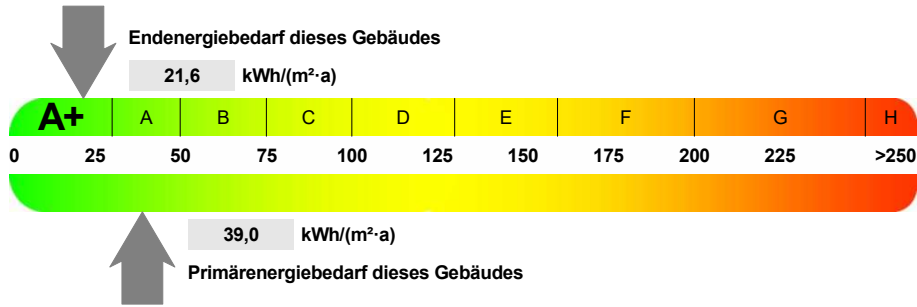 Endenergiebedarf dieses Gebäudes
21,6 kWh/(m²·a)
A+ A B C D E F G H
0 25 50 75 100 125 150 175 200 225 >250
39,0 kWh/(m²·a)
Primärenergiebedarf dieses Gebäudes